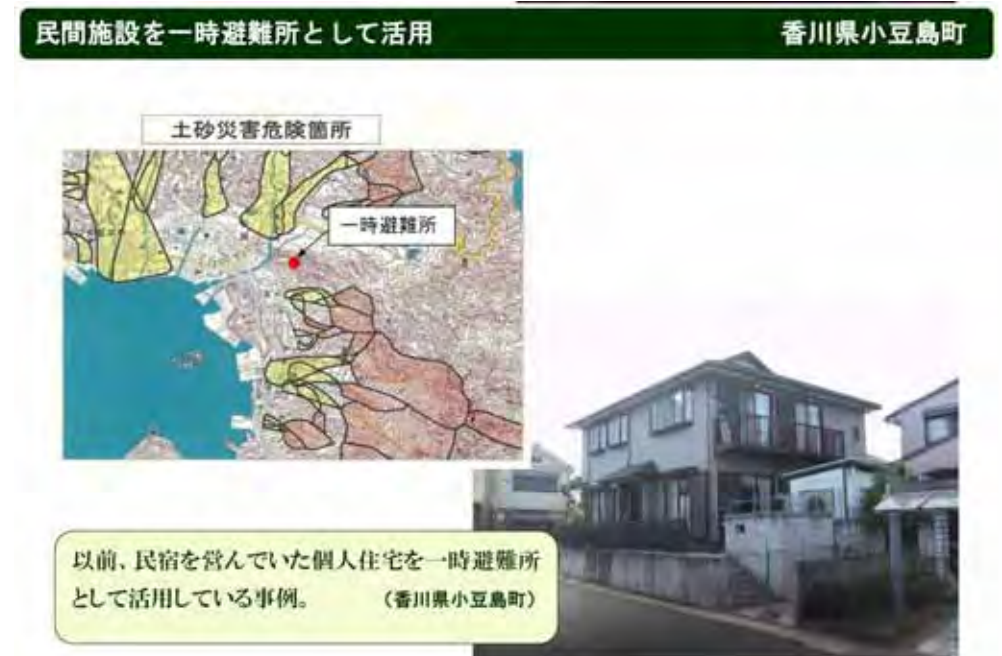 民間施設を一時避難所として活用
香川県小豆島町
土砂災害危険箇所
一時避難所
以前、民宿を営んでいた個人住宅を一時避難所
として活用している事例。 （香川県小豆島町）